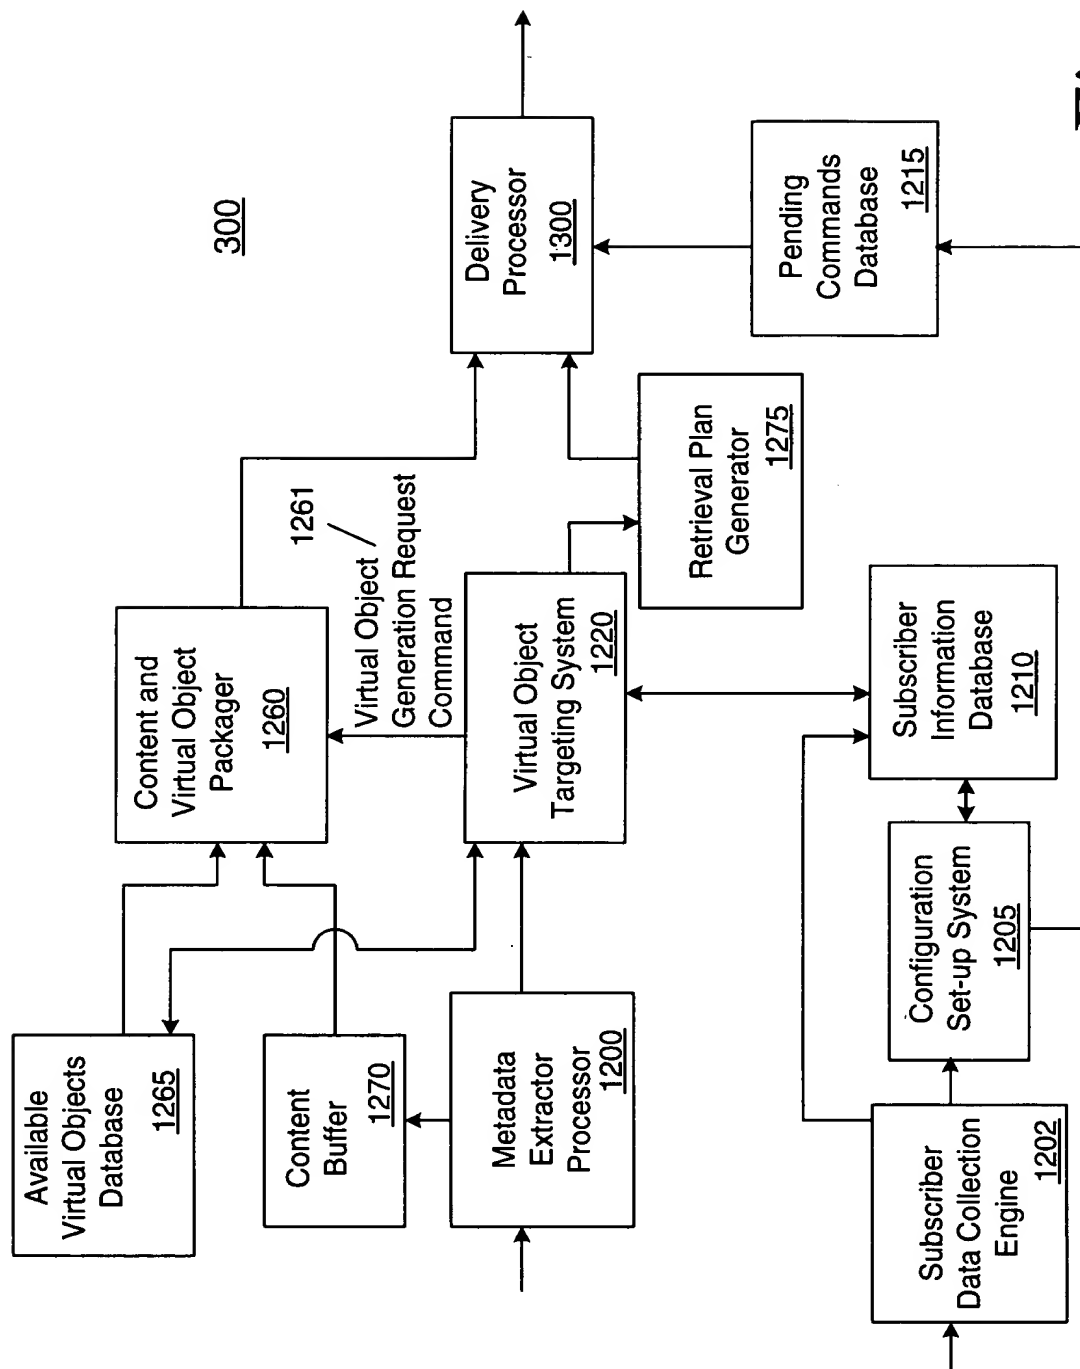 300
Available
Virtual Objects
Database
1265
Content
Buffer
1270
Metadata
Extractor
Processor
1200
Content and
Virtual Object
Packager
1260
1261
Virtual Object
Generation Request
Command
Virtual Object
Targeting System
1220
Retrieval Plan
Generator
1275
Delivery
Processor
1300
Pending
Commands
Database
1215
Subscriber
Data Collection
Engine
1202
Configuration
Set-up System
1205
Subscriber
Information
Database
1210